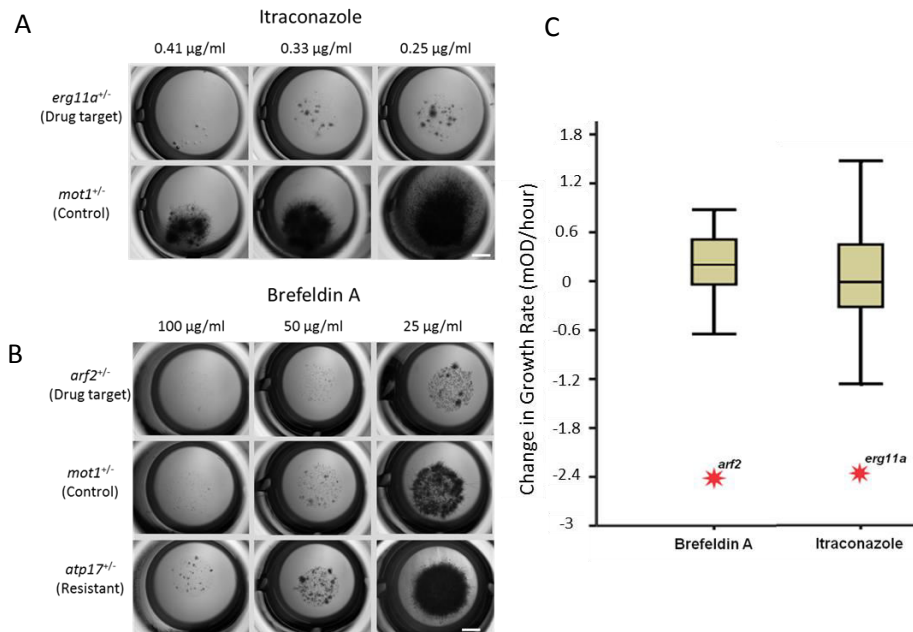 A
Itraconazole
0.41 µg/ml 0.33 µg/ml 0.25 µg/ml
erg11a+/-
(Drug target)
mot1+/-
(Control)
B
Brefeldin A
100 µg/ml 50 µg/ml 25 µg/ml
arf2+/-
(Drug target)
mot1+/-
(Control)
atp17+/-
(Resistant)
C
Change in Growth Rate (mOD/hour)
1.8
1.2
0.6
0
-0.6
-1.2
-1.8
-2.4
-3
arf2
erg11a
Brefeldin A Itraconazole